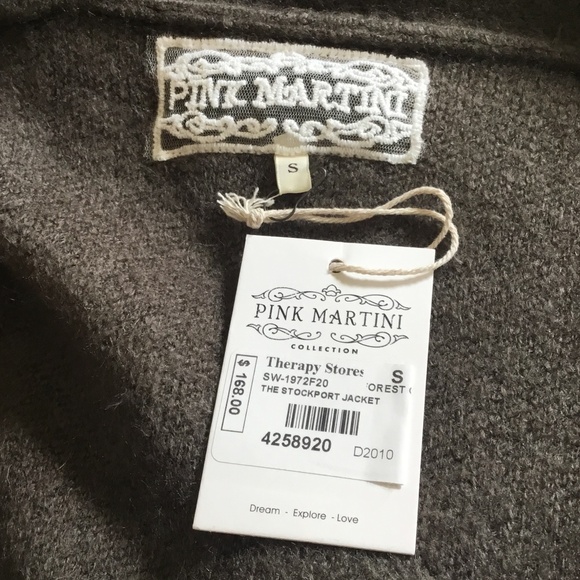 PINK MARTINI
S
PINK MARTINI
COLLECTION
Therapy Stores
SW-1972F20
S
OREST
THE STOCKPORT JACKET
$ 168.00
4258920
D2010
Dream - Explore - Love